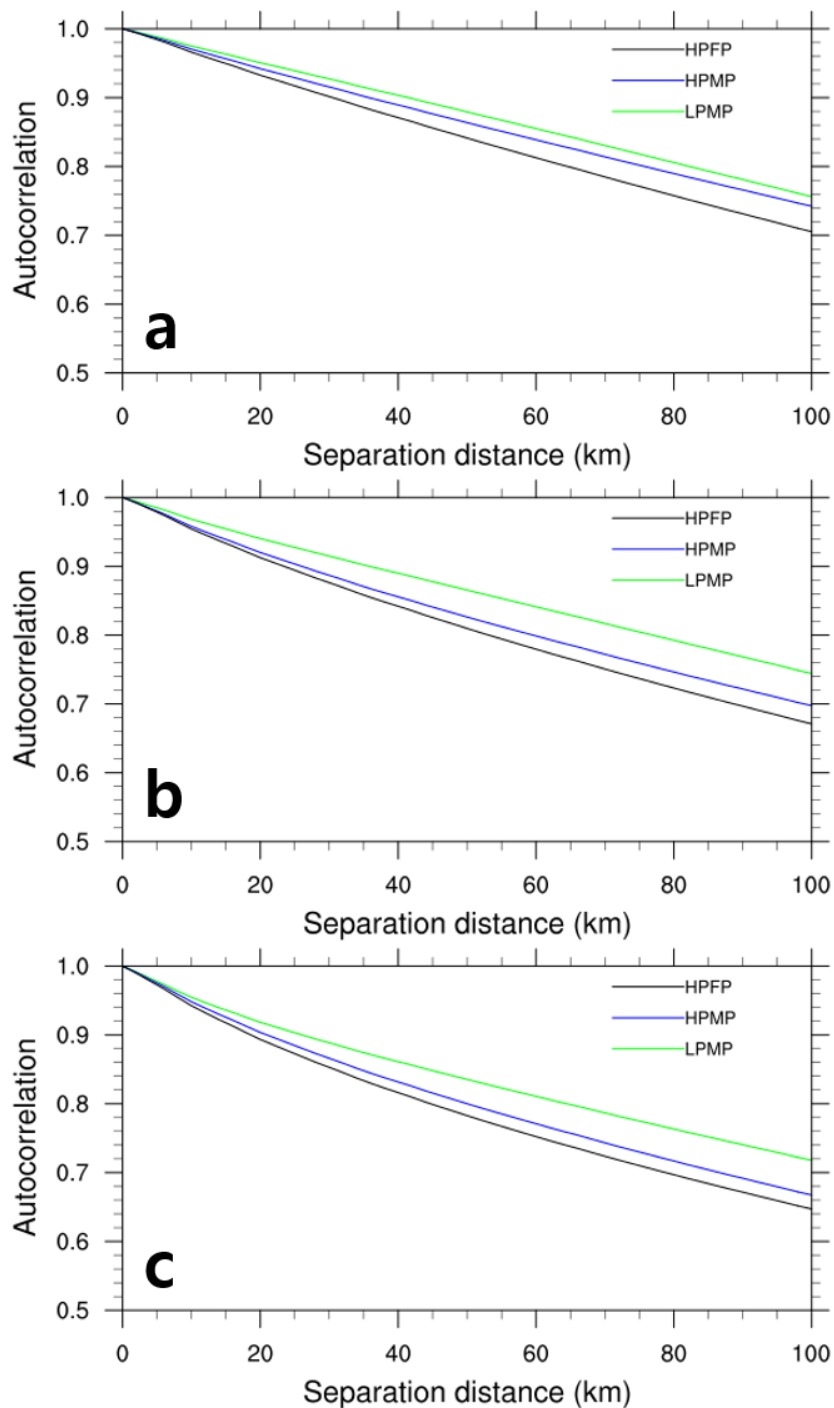 1.0
0.9
0.8
0.7
0.6
0.5
Autocorrelation
HPFP
HPMP
LPMP
a
0 20 40 60 80 100
Separation distance (km)
1.0
0.9
0.8
0.7
0.6
0.5
Autocorrelation
HPFP
HPMP
LPMP
b
0 20 40 60 80 100
Separation distance (km)
1.0
0.9
0.8
0.7
0.6
0.5
Autocorrelation
HPFP
HPMP
LPMP
c
0 20 40 60 80 100
Separation distance (km)